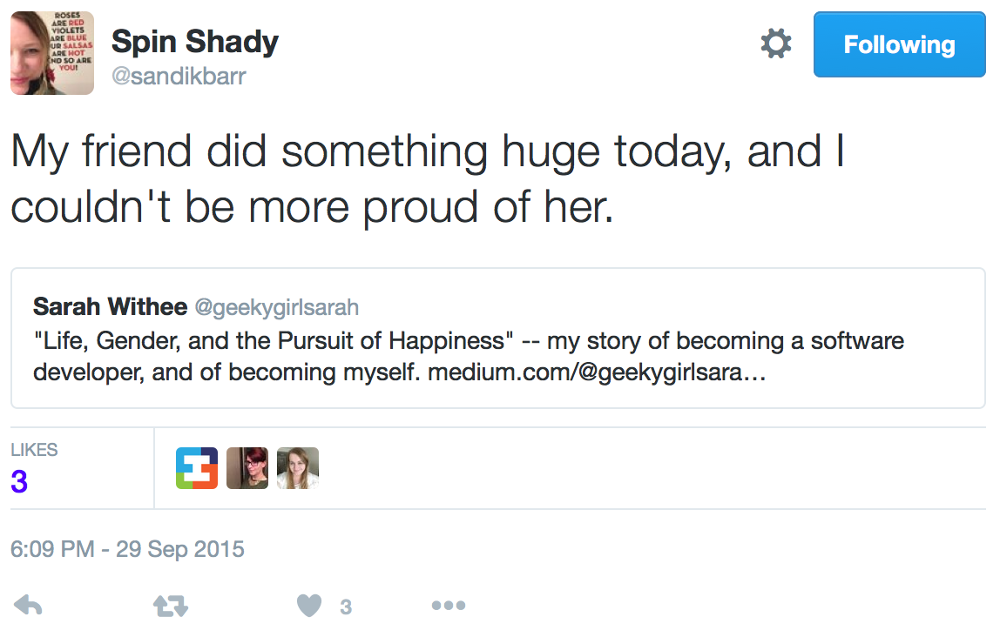 ROSES
ARE RED
VIOLETS
ARE BLUE
UR SALSAS
ARE HOT
ND SO ARE
YOU!
Spin Shady
@sandikbarr
Following
My friend did something huge today, and I
couldn't be more proud of her.
Sarah Withee @geekygirlsarah
"Life, Gender, and the Pursuit of Happiness" -- my story of becoming a software
developer, and of becoming myself. medium.com/@geekygirlsara…
LIKES
3
6:09 PM - 29 Sep 2015
3